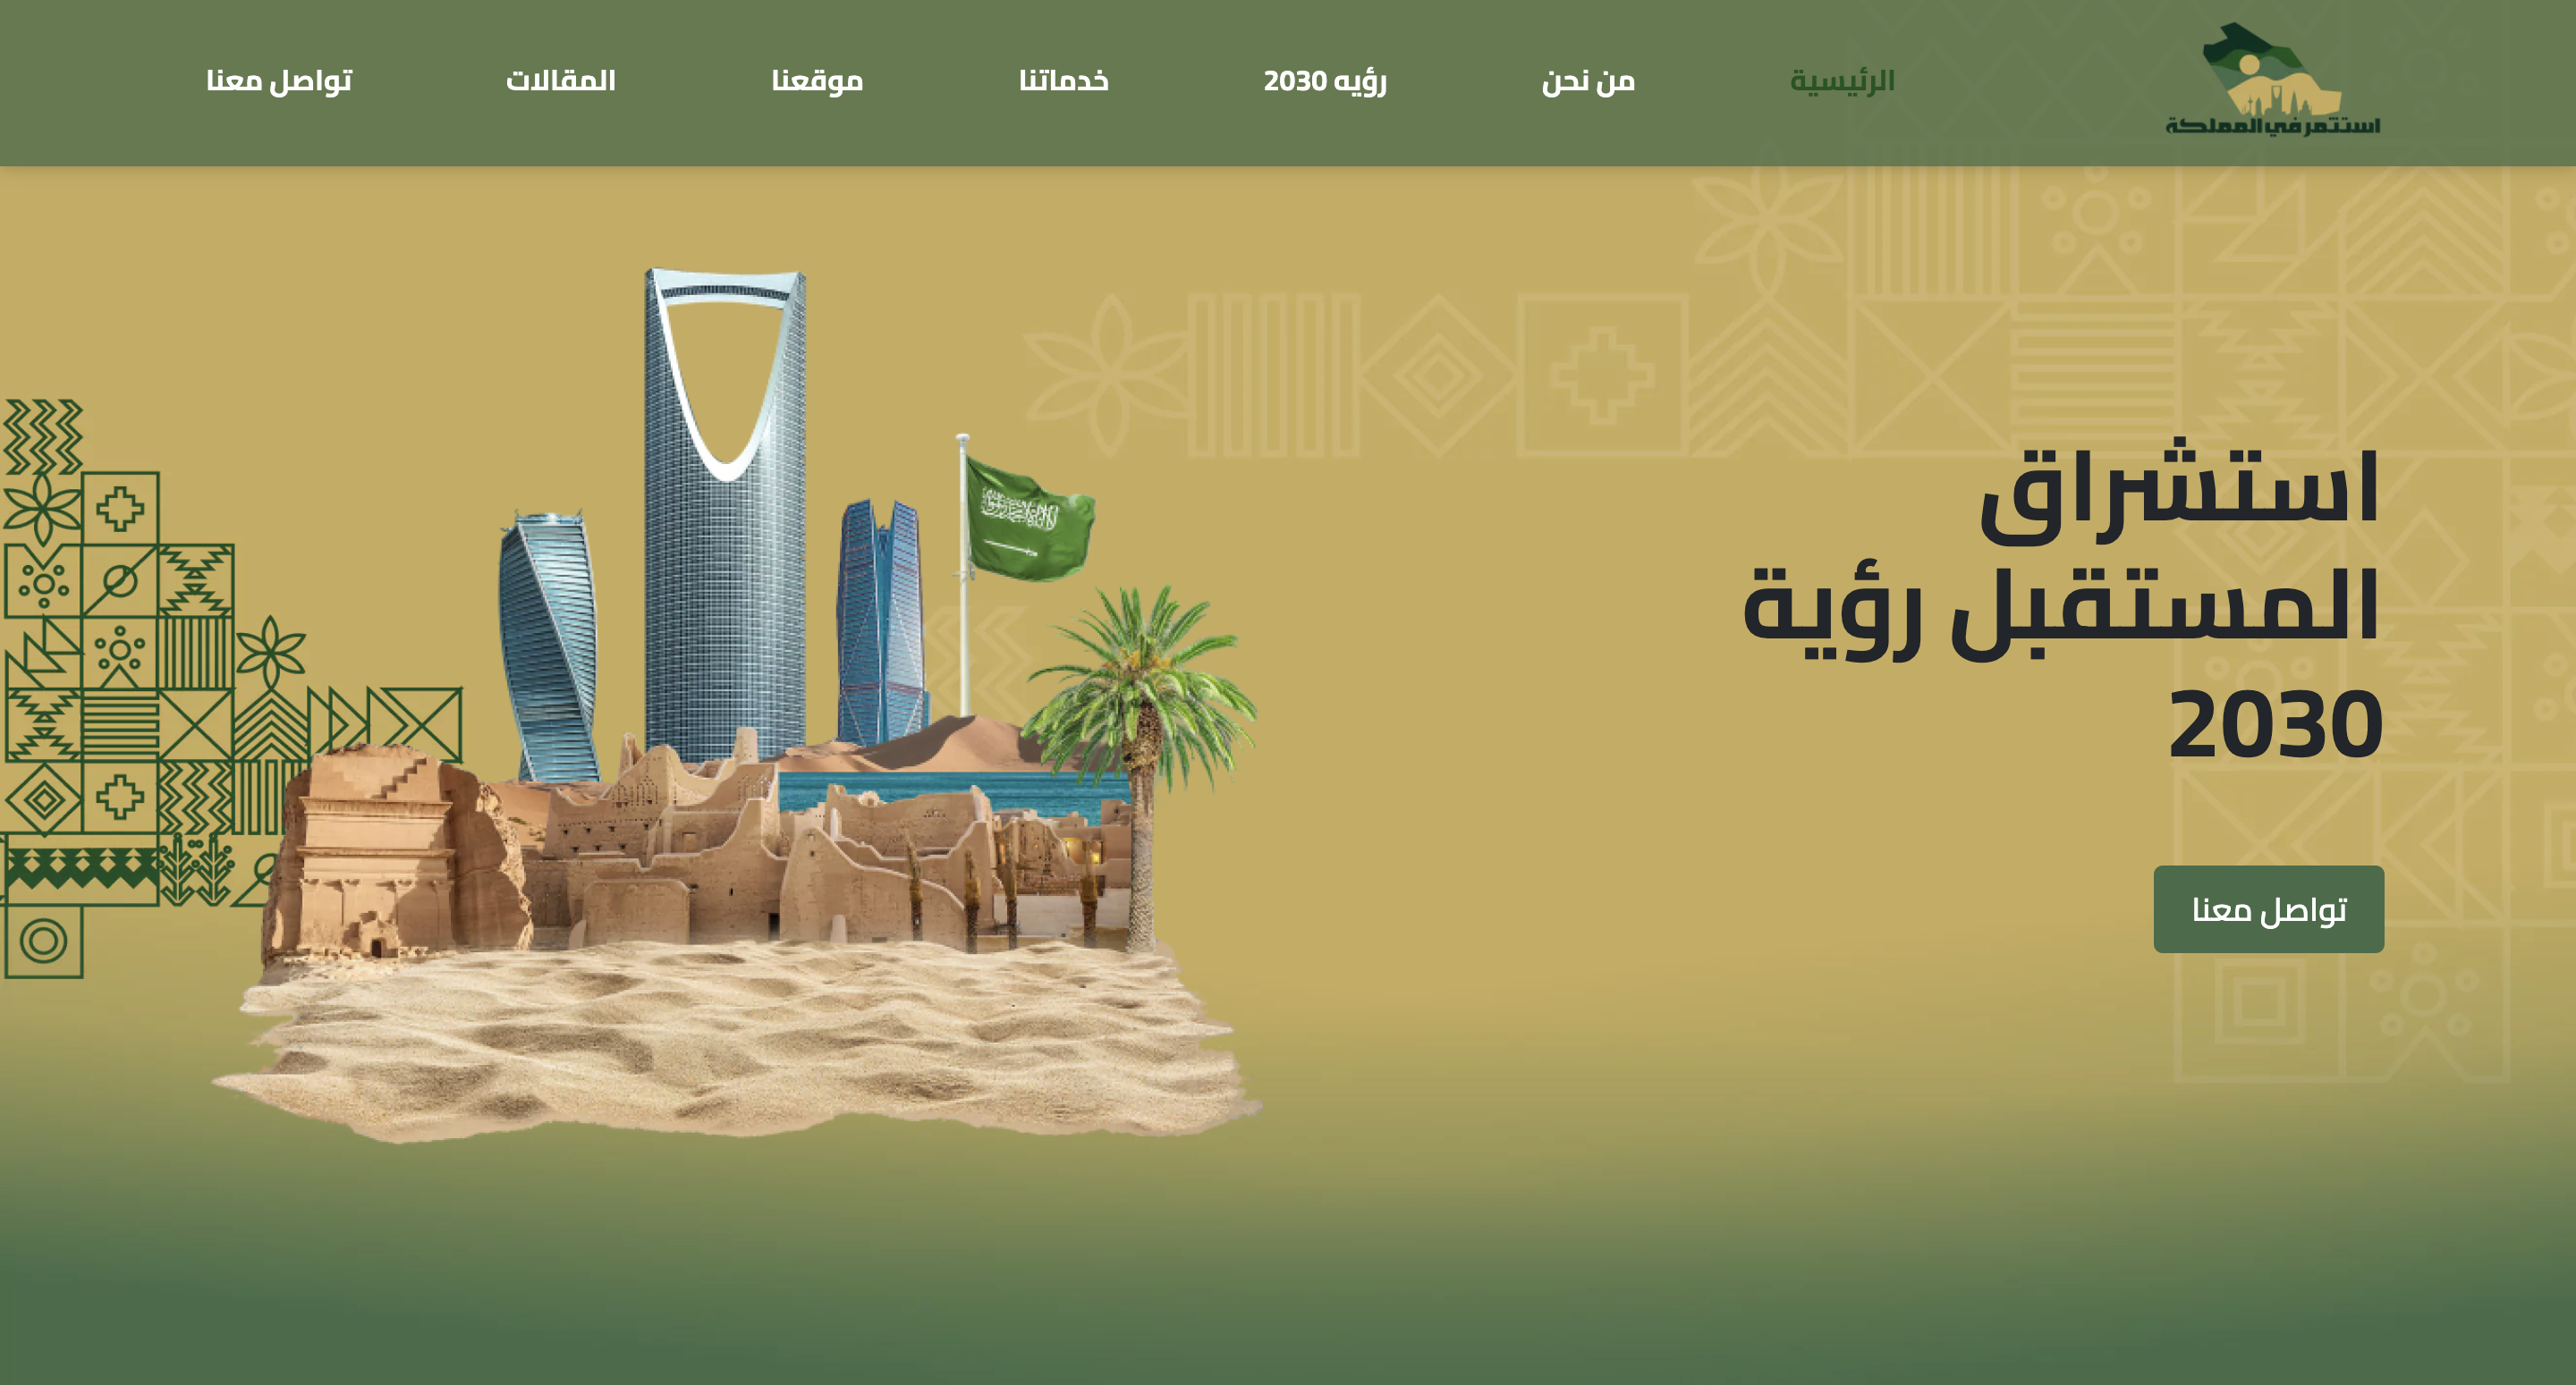 استثمر في المملكة
الرئيسية
من نحن
رؤيه 2030
خدماتنا
موقعنا
المقالات
تواصل معنا
استشراق
المستقبل رؤية
2030
تواصل معنا